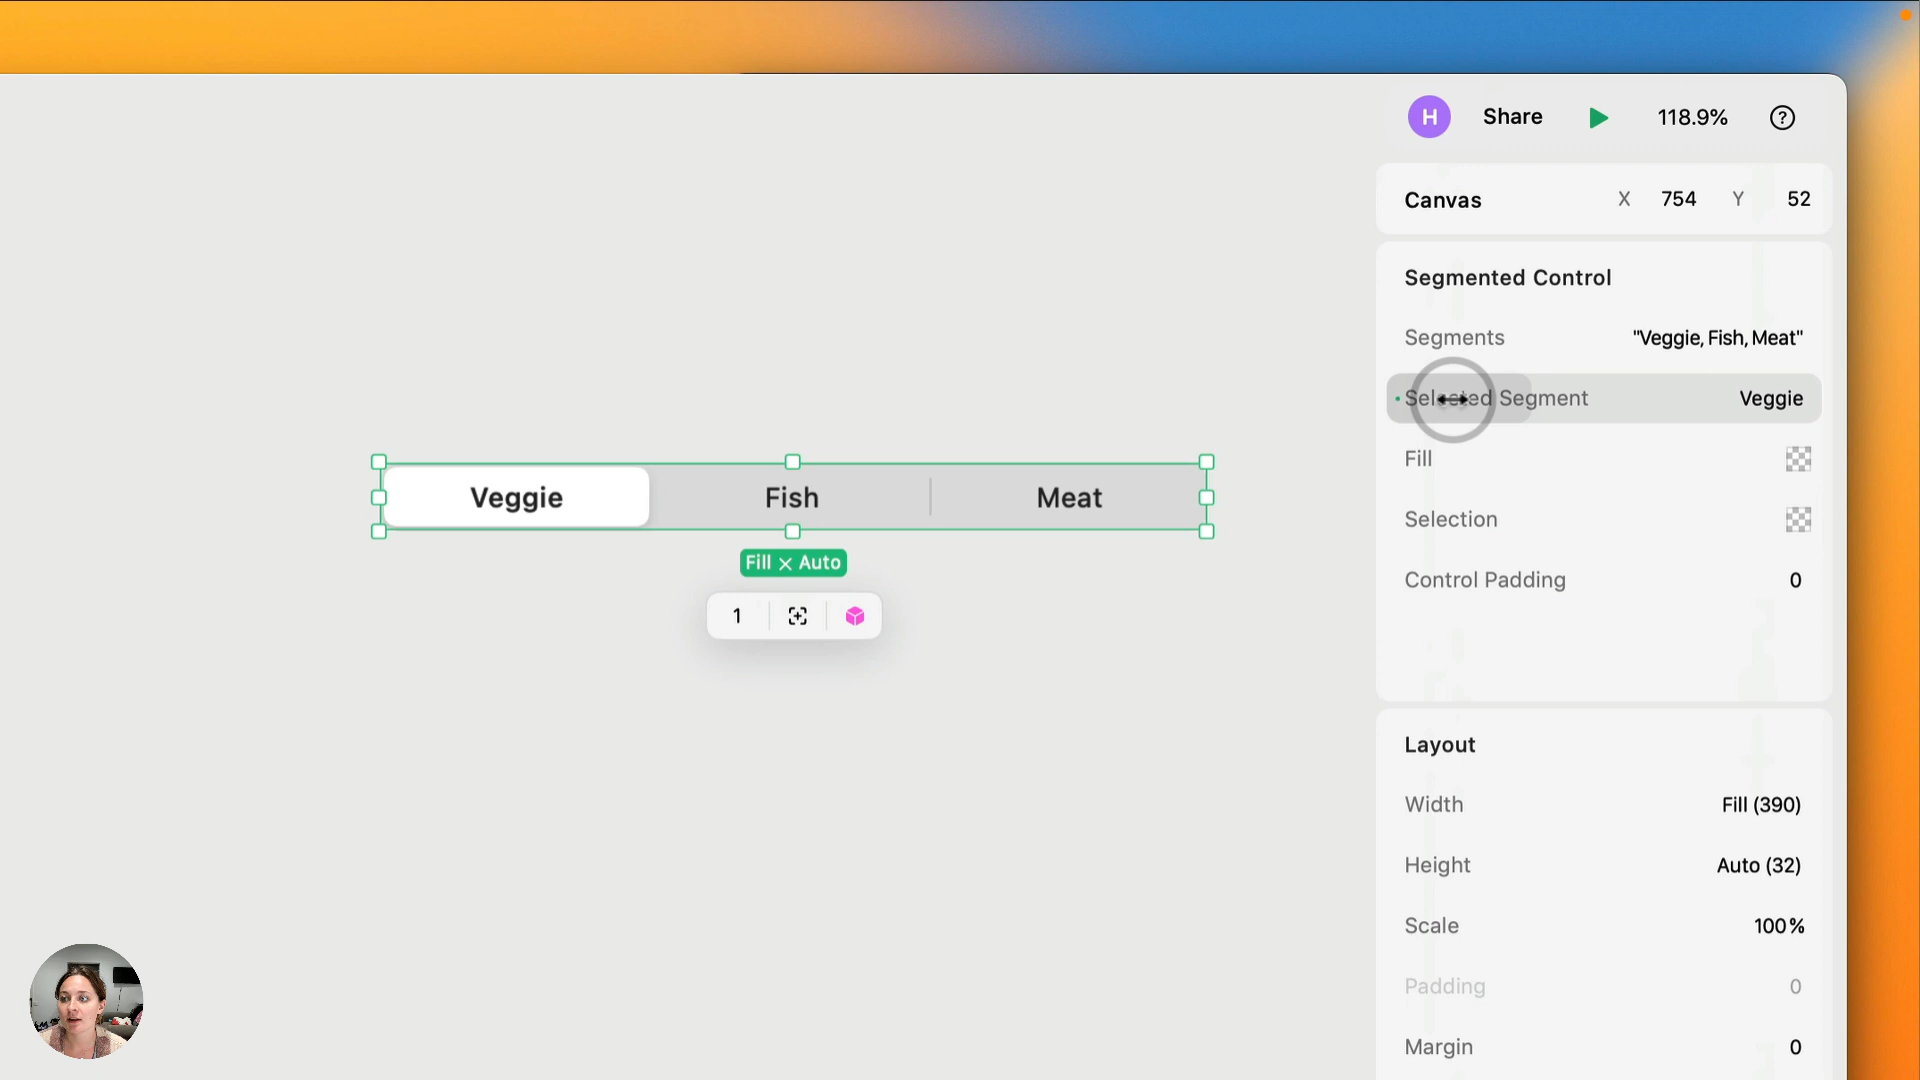 H Share 118.9% ?
Canvas X 754 Y 52
Segmented Control
Segments "Veggie, Fish, Meat"
Selected Segment Veggie
Fill
Selection
Control Padding 0
Veggie Fish Meat
Fill × Auto
1
Layout
Width Fill (390)
Height Auto (32)
Scale 100%
Padding 0
Margin 0